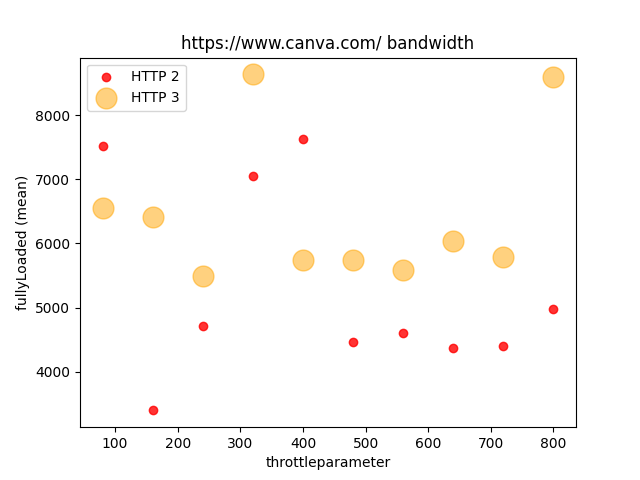 https://www.canva.com/ bandwidth
HTTP 2
HTTP 3
8000
7000
6000
5000
4000
fullyLoaded (mean)
100 200 300 400 500 600 700 800
throttleparameter